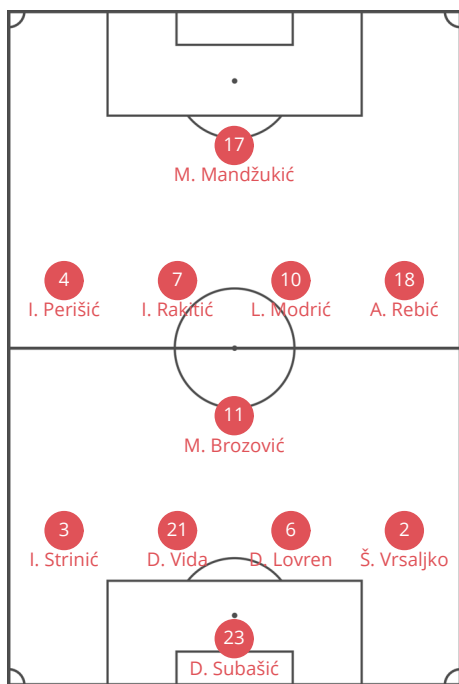 17
M. Mandžukić
4
I. Perišić
7
I. Rakitić
10
L. Modrić
18
A. Rebić
11
M. Brozović
3
I. Strinić
21
D. Vida
6
D. Lovren
2
Š. Vrsaljko
23
D. Subašić